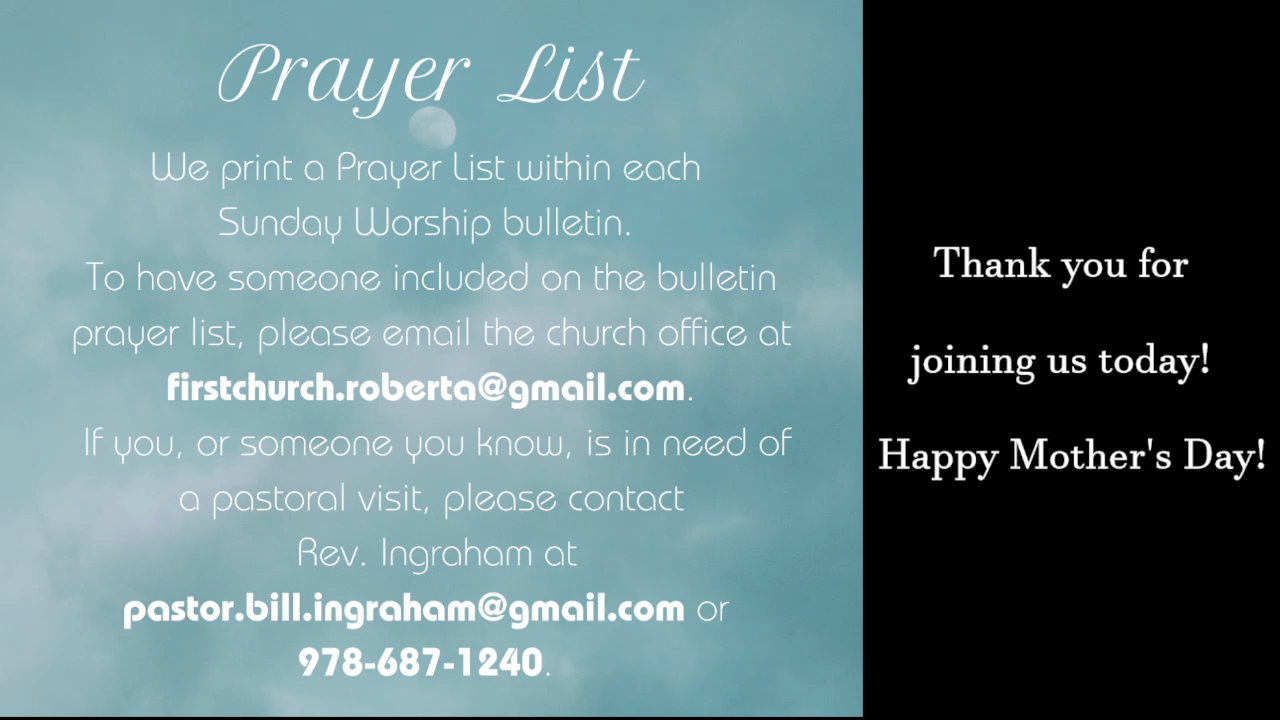 Prayer List
We print a Prayer List within each
Sunday Worship bulletin.
To have someone included on the bulletin
prayer list, please email the church office at
firstchurch.roberta@gmail.com.
If you, or someone you know, is in need of
a pastoral visit, please contact
Rev. Ingraham at
pastor.bill.ingraham@gmail.com or
978-687-1240.
Thank you for
joining us today!
Happy Mother's Day!